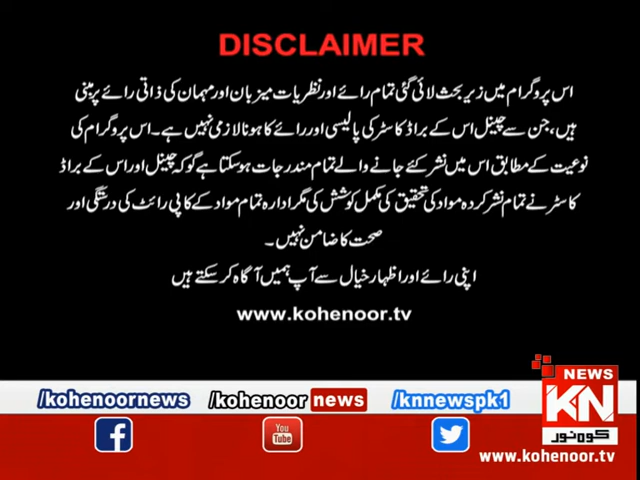 DISCLAIMER
اس پروگرام میں زیر بحث لائی گئی تمام رائے اور نظریات میزبان اور مہمان کی ذاتی رائے پر مبنی
ہیں، جن سے چینل اس کے براڈ کاسٹر کی پالیسی اور رائے کا ہونا لازمی نہیں ہے۔ اس پروگرام کی
نوعیت کے مطابق اس میں نشر کئے جانے والے تمام مندرجات ہو سکتا ہے گو کہ چینل اور اس کے براڈ
کاسٹر نے تمام نشر کردہ مواد کی تحقیق کی مکمل کوشش کی مگر ادارہ تمام مواد کے کاپی رائٹ کی درستگی اور
صحت کا ضامن نہیں۔
اپنی رائے اور اظہار خیال سے آپ ہمیں آگاہ کر سکتے ہیں
www.kohenoor.tv
/kohenoornews /kohenoor news /knnewspk1
You Tube
NEWS
KN
کوہ نور
www.kohenoor.tv